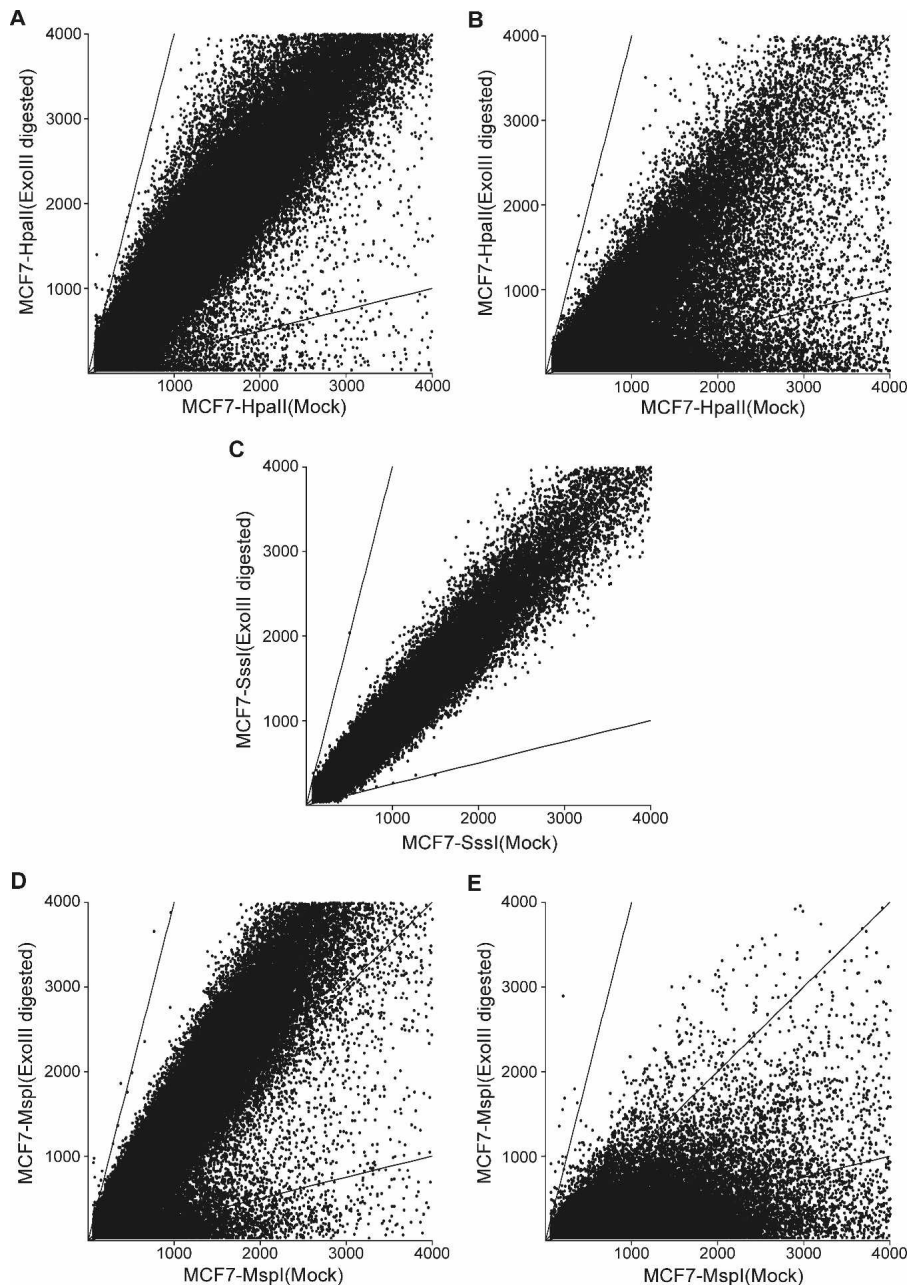 A
4000
3000
2000
1000
MCF7-HpaII(ExoIII digested)
1000 2000 3000 4000
MCF7-HpaII(Mock)
B
4000
3000
2000
1000
MCF7-HpaII(ExoIII digested)
1000 2000 3000 4000
MCF7-HpaII(Mock)
C
4000
3000
2000
1000
MCF7-SssI(ExoIII digested)
1000 2000 3000 4000
MCF7-SssI(Mock)
D
4000
3000
2000
1000
MCF7-MspI(ExoIII digested)
1000 2000 3000 4000
MCF7-MspI(Mock)
E
4000
3000
2000
1000
MCF7-MspI(ExoIII digested)
1000 2000 3000 4000
MCF7-MspI(Mock)